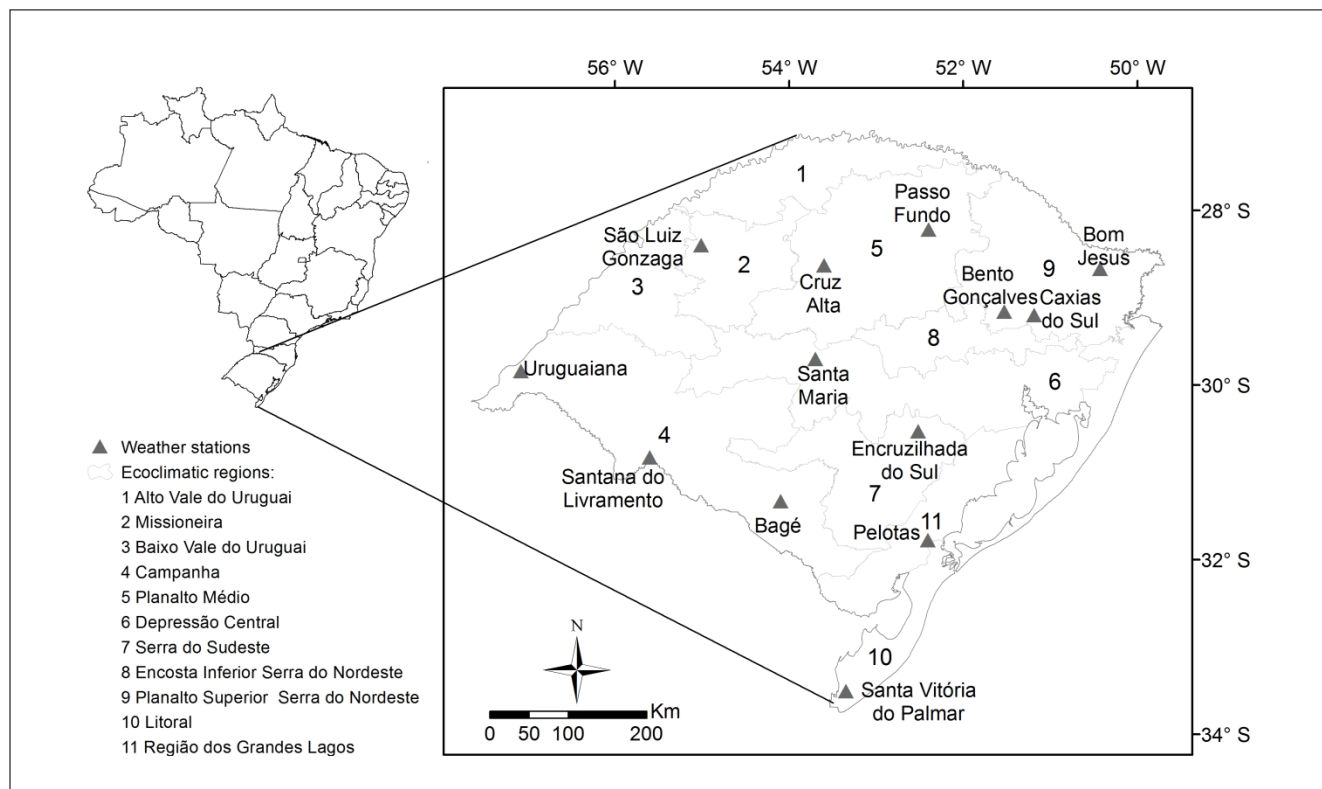 56° W
54° W
52° W
50° W
1
Passo
Fundo
28° S
São Luiz
Gonzaga
2
5
Bom
Jesus
9
3
Cruz
Alta
Bento
Gonçalves
Caxias
do Sul
8
Uruguaiana
Santa
Maria
6
30° S
4
Encruzilhada
do Sul
Santana do
Livramento
7
Bagé
11
Pelotas
32° S
10
Santa Vitória
do Palmar
34° S
N
Km
0 50 100 200
Weather stations
Ecoclimatic regions:
1 Alto Vale do Uruguai
2 Missioneira
3 Baixo Vale do Uruguai
4 Campanha
5 Planalto Médio
6 Depressão Central
7 Serra do Sudeste
8 Encosta Inferior Serra do Nordeste
9 Planalto Superior Serra do Nordeste
10 Litoral
11 Região dos Grandes Lagos